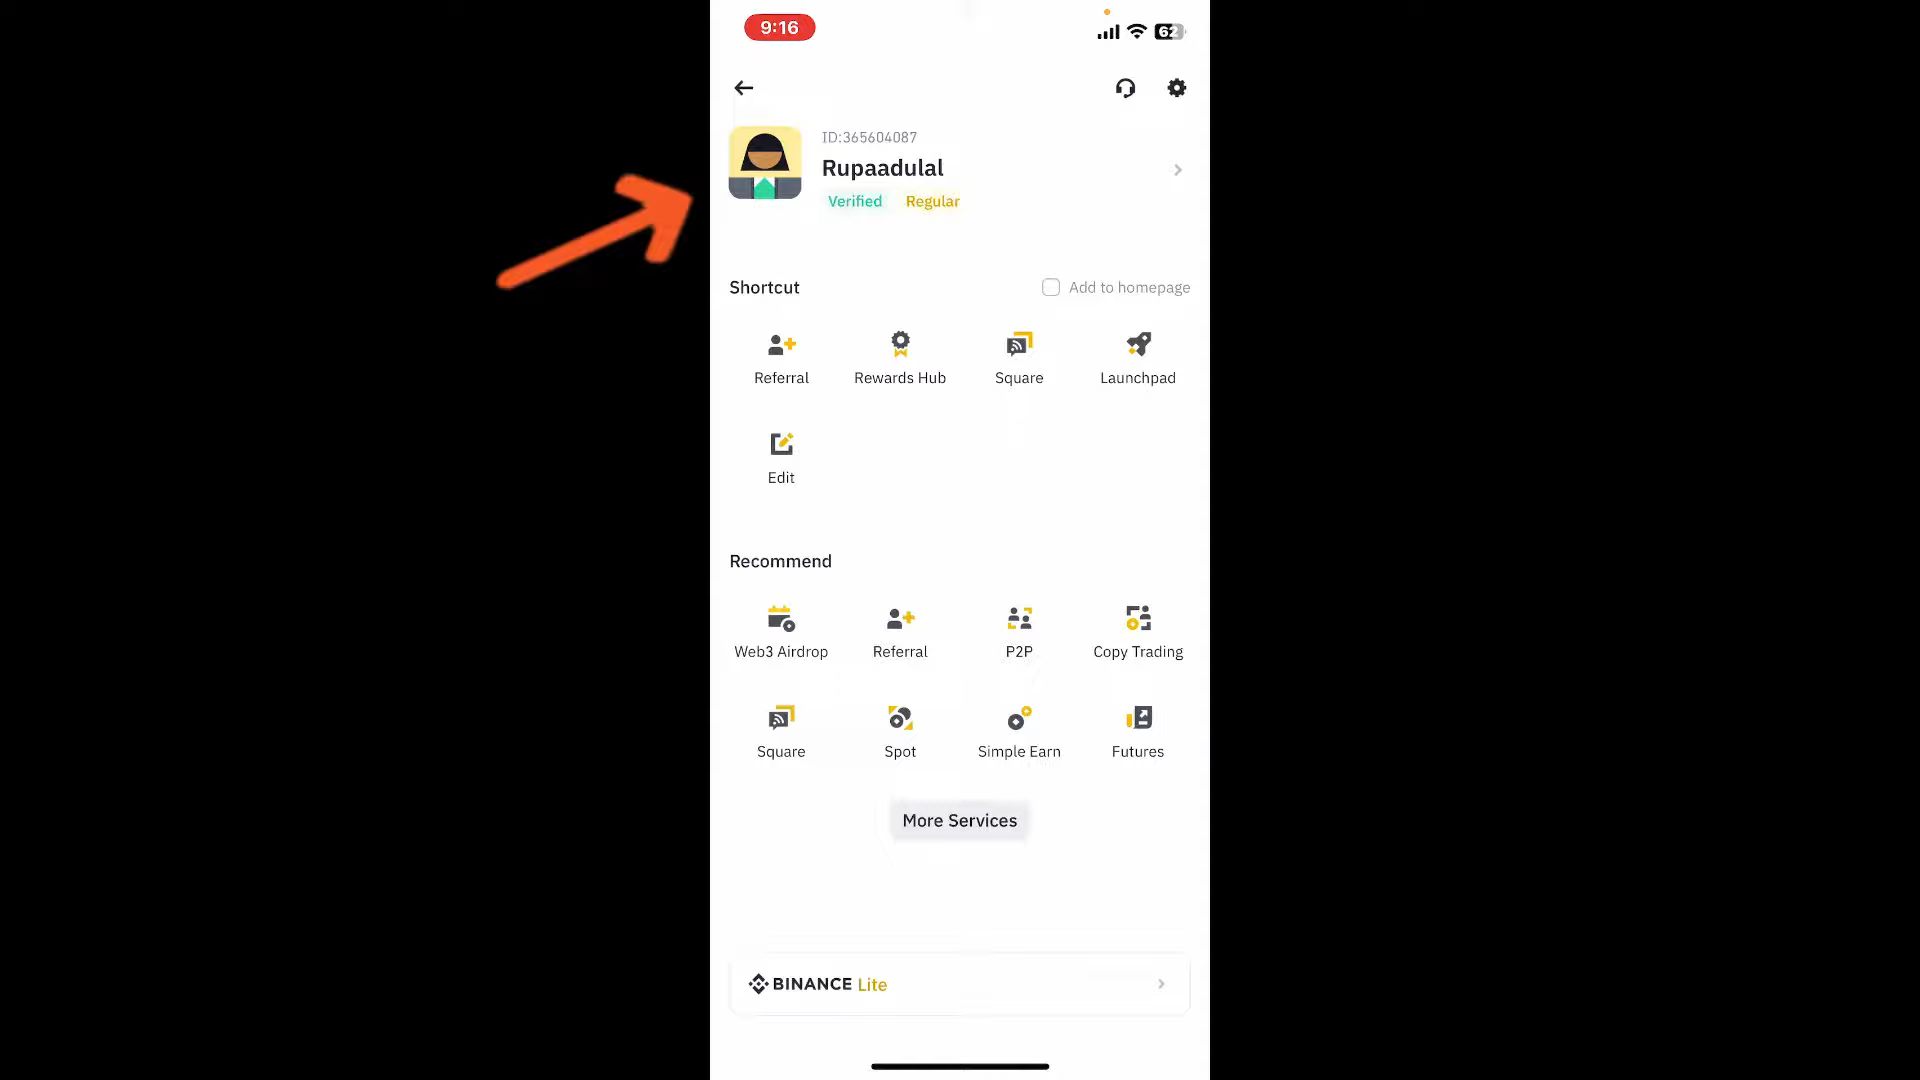 9:16
62
ID:365604087
Rupaadulal
Verified Regular
Shortcut Add to homepage
Referral Rewards Hub Square Launchpad
Edit
Recommend
Web3 Airdrop Referral P2P Copy Trading
Square Spot Simple Earn Futures
More Services
BINANCE Lite